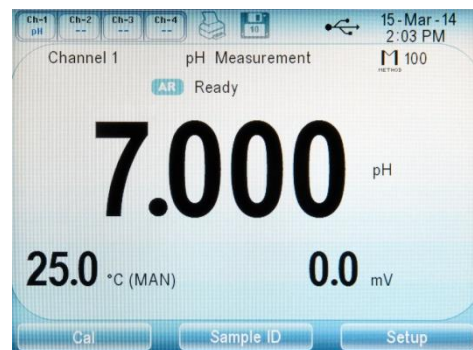 Ch-1 Ch-2 Ch-3 Ch-4 15-Mar-14
pH -- -- -- 10 2:03 PM
Channel 1 pH Measurement M 100
METHOD
AR Ready
7.000 pH
25.0 °C (MAN) 0.0 mV
Cal Sample ID Setup